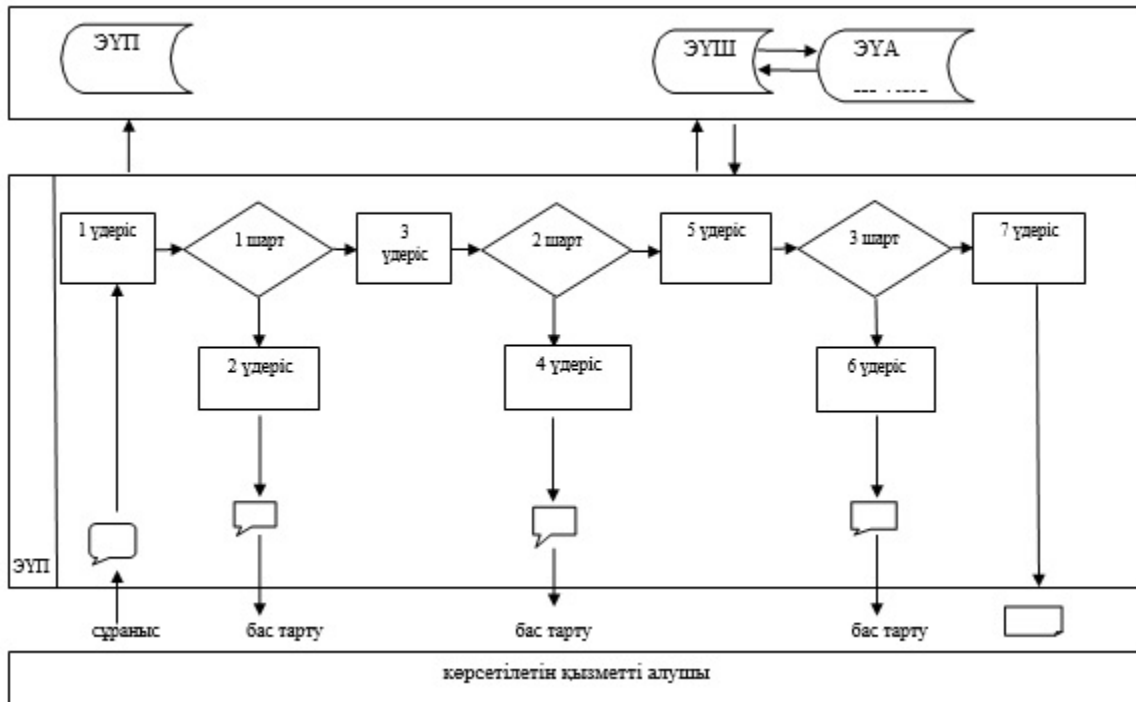 ЭҮП
ЭҮШ
ЭҮА
1 үдеріс
1 шарт
3
үдеріс
2 шарт
5 үдеріс
3 шарт
7 үдеріс
2 үдеріс
4 үдеріс
6 үдеріс
ЭҮП
сұраныс
бас тарту
бас тарту
бас тарту
көрсетілетін қызметті алушы